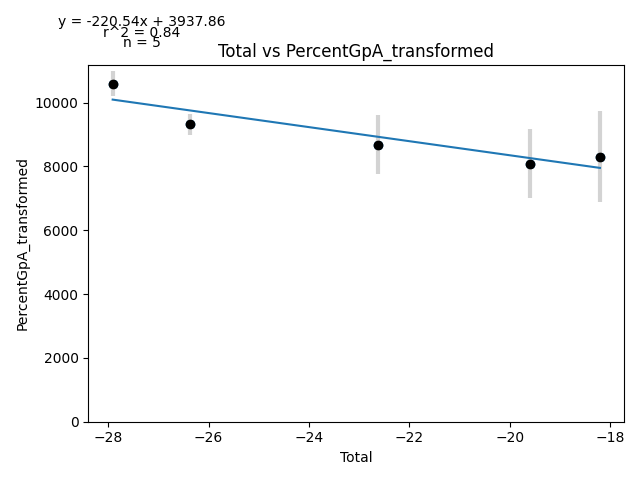 y = -220.54x + 3937.86
r^2 = 0.84
n = 5
Total vs PercentGpA_transformed
10000
8000
6000
4000
2000
0
PercentGpA_transformed
−28
−26
−24
−22
−20
−18
Total